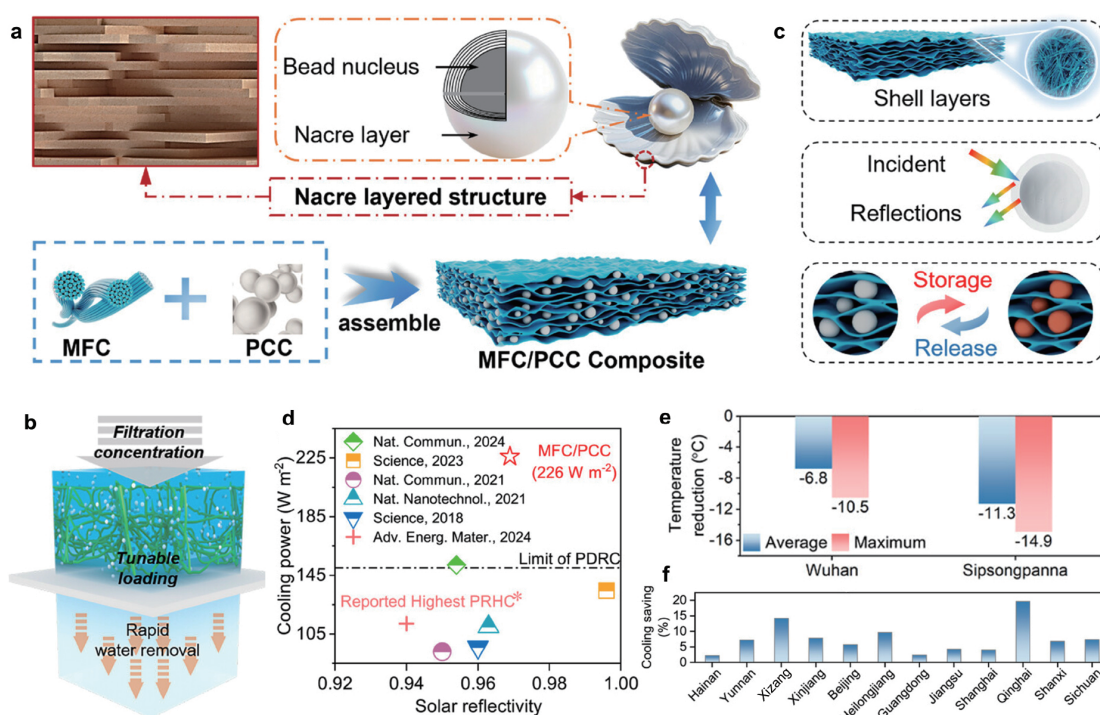 a
Bead nucleus
Nacre layer
Nacre layered structure
MFC
PCC
assemble
MFC/PCC Composite
c
Shell layers
Incident
Reflections
Storage
Release
b
Filtration
concentration
Tunable
loading
Rapid
water removal
d
Cooling power (W m⁻²)
225
185
145
105
Nat. Commun., 2024
Science, 2023
Nat. Commun., 2021
Nat. Nanotechnol., 2021
Science, 2018
Adv. Energ. Mater., 2024
MFC/PCC
(226 W m⁻²)
Limit of PDRC
Reported Highest PRHC*
0.92 0.94 0.96 0.98 1.00
Solar reflectivity
e
Temperature
reduction (°C)
0
-4
-8
-12
-16
-6.8
-10.5
-11.3
-14.9
Average Maximum
Wuhan Sipsongpanna
f
Cooling saving
(%)
20
15
10
5
0
Hainan
Yunnan
Xizang
Xinjiang
Beijing
Heilongjiang
Guangdong
Jiangsu
Shanghai
Qinghai
Shanxi
Sichuan